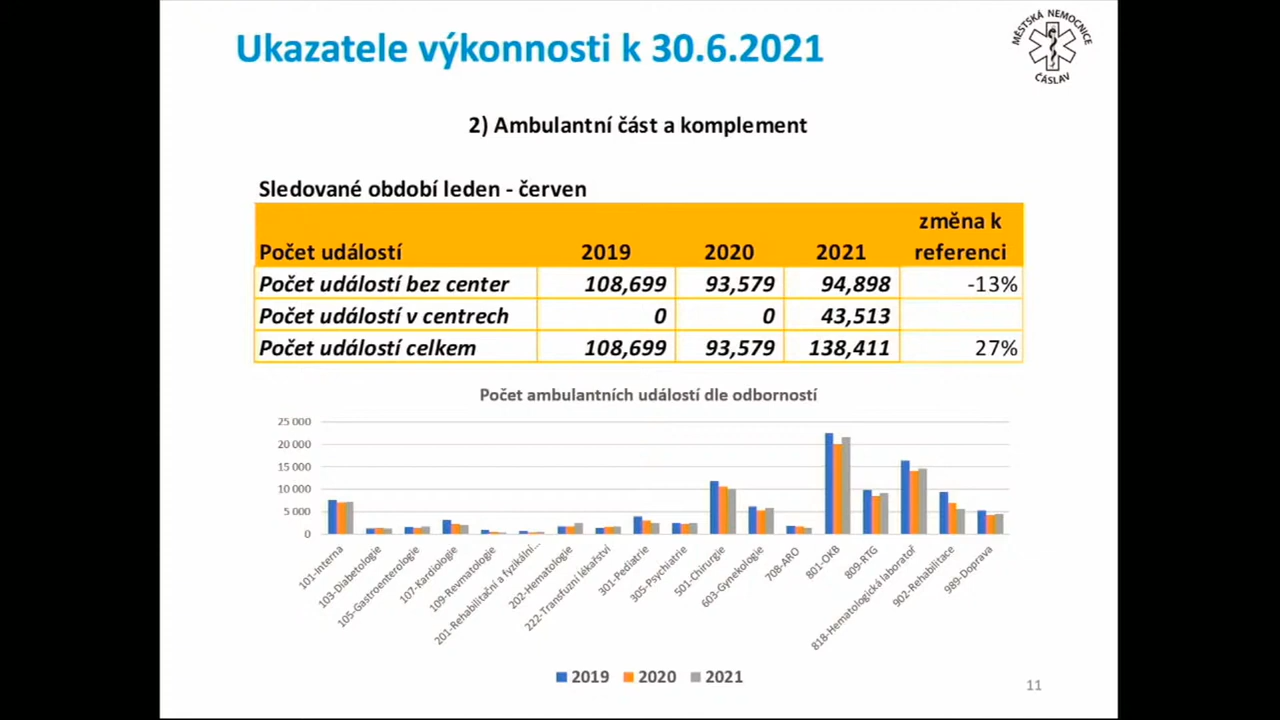 Ukazatele výkonnosti k 30.6.2021
MĚSTSKÁ NEMOCNICE
ČÁSLAV
2) Ambulantní část a komplement
Sledované období leden - červen
Počet událostí 2019 2020 2021 změna k referenci
Počet událostí bez center 108,699 93,579 94,898 -13%
Počet událostí v centrech 0 0 43,513
Počet událostí celkem 108,699 93,579 138,411 27%
Počet ambulantních událostí dle odborností
25 000
20 000
15 000
10 000
5 000
0
101-Interna
103-Diabetologie
105-Gastroenterologie
107-Kardiologie
109-Revmatologie
201-Rehabilitační a fyzikální…
202-Hematologie
222-Transfuzní lékařství
301-Pediatrie
305-Psychiatrie
501-Chirurgie
603-Gynekologie
708-ARO
801-OKB
809-RTG
818-Hematologická laboratoř
902-Rehabilitace
989-Doprava
2019 2020 2021
11